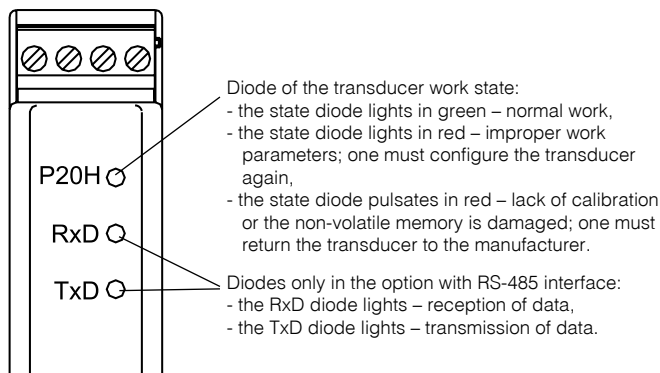 Diode of the transducer work state:
- the state diode lights in green – normal work,
- the state diode lights in red – improper work
parameters; one must configure the transducer
again,
- the state diode pulsates in red – lack of calibration
or the non-volatile memory is damaged; one must
return the transducer to the manufacturer.
P20H
RxD
TxD
Diodes only in the option with RS-485 interface:
- the RxD diode lights – reception of data,
- the TxD diode lights – transmission of data.